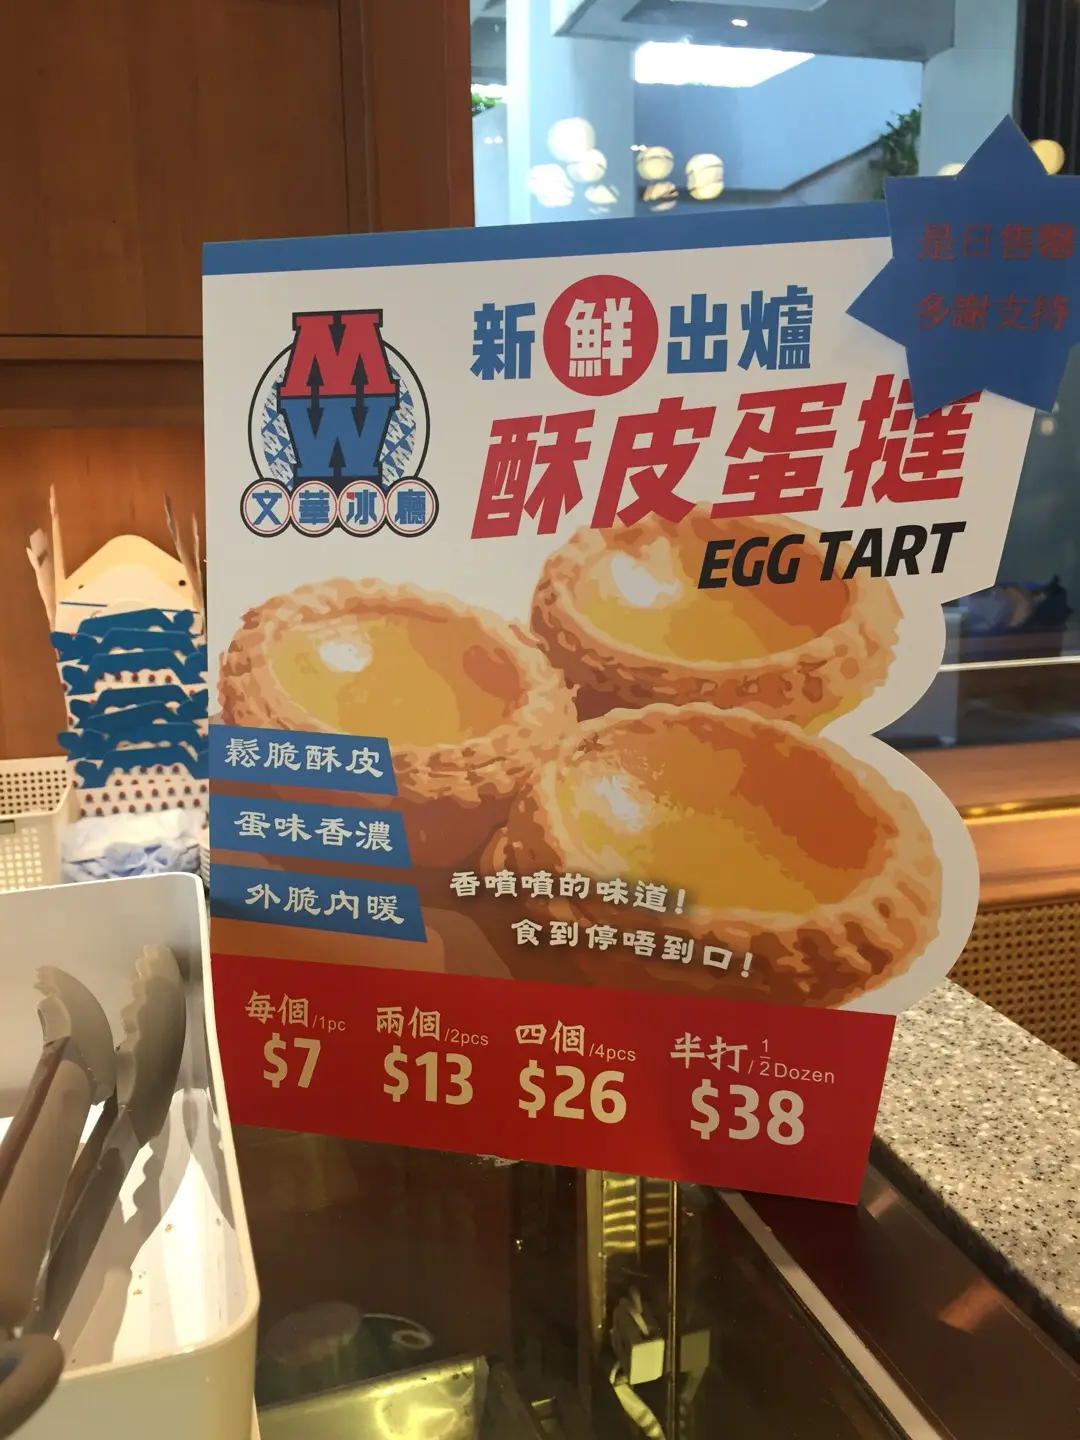 是日售罄
多謝支持
MW
文華冰廳
新鮮出爐
酥皮蛋撻
EGG TART
鬆脆酥皮
蛋味香濃
外脆內暖
香噴噴的味道!
食到停唔到口!
每個/1pc
$7
兩個/2pcs
$13
四個/4pcs
$26
半打/½Dozen
$38